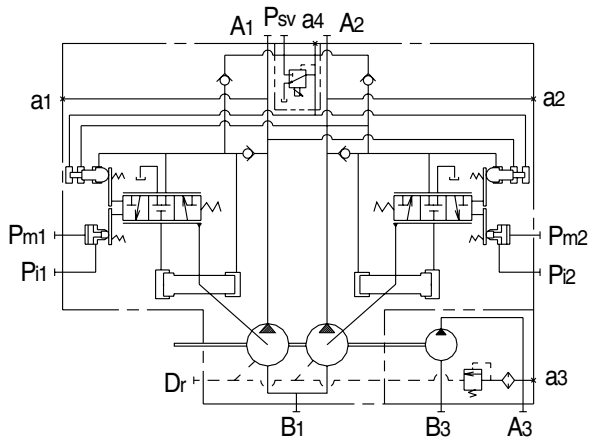 A1 Psv a4 A2
a1 a2
Pm1 Pm2
Pi1 Pi2
Dr a3
B1 B3 A3